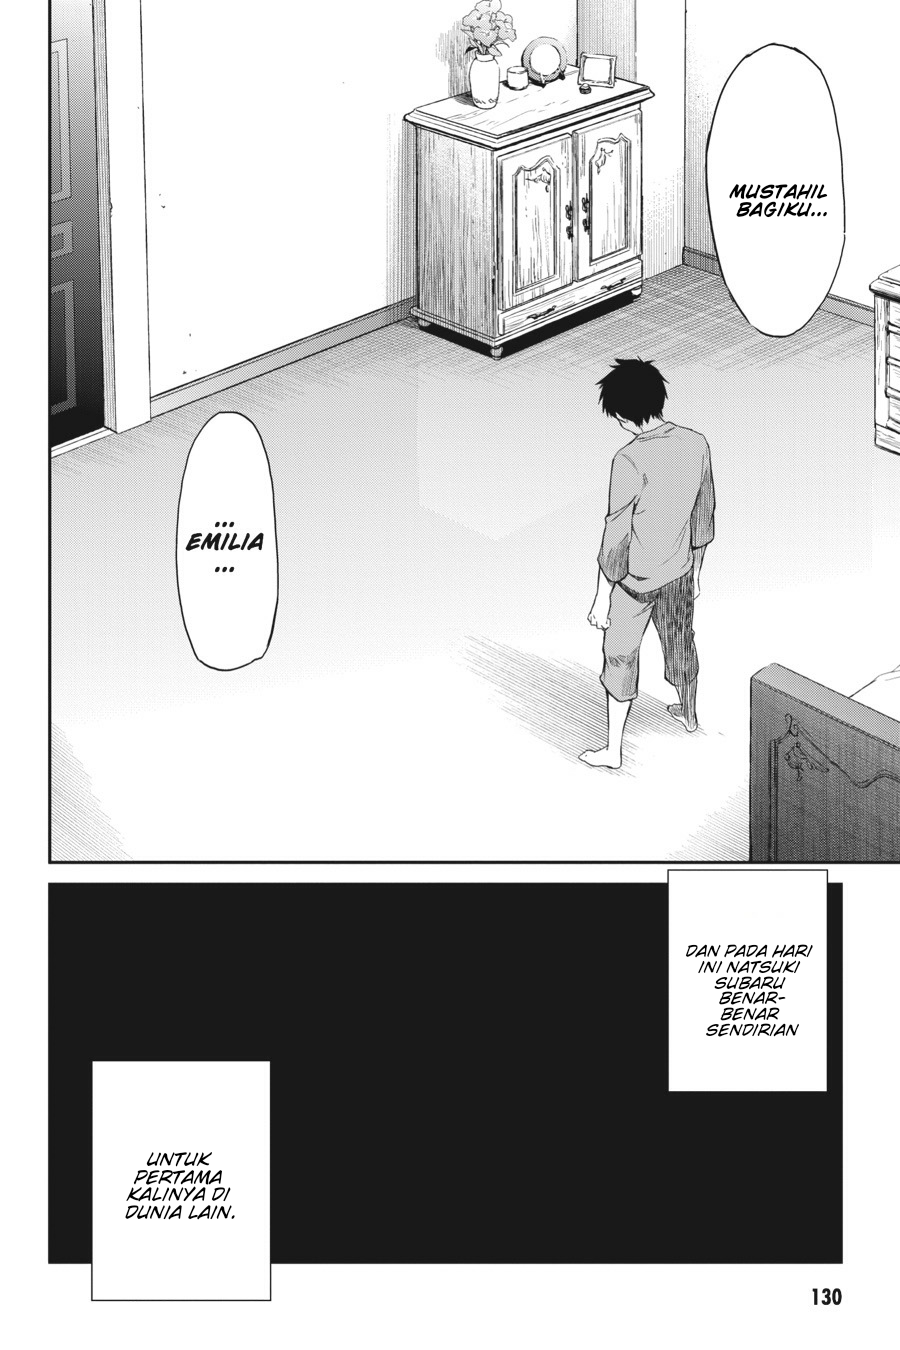 MUSTAHIL
BAGIKU...
...
EMILIA
...
DAN PADA HARI
INI NATSUKI
SUBARU
BENAR-
BENAR
SENDIRIAN
UNTUK
PERTAMA
KALINYA DI
DUNIA LAIN.
130